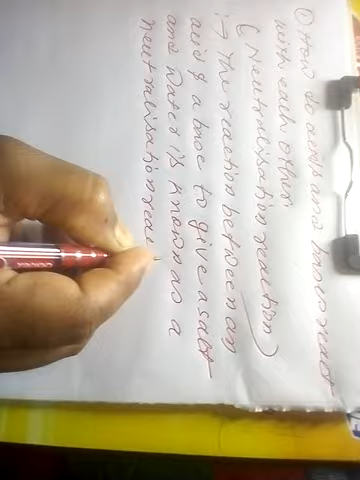 ① How do acids and bases react
with each other
(Neutralisation reaction)
:→ The reaction between an
acid & a base to give a salt
and water is known as a
neutralisation reac